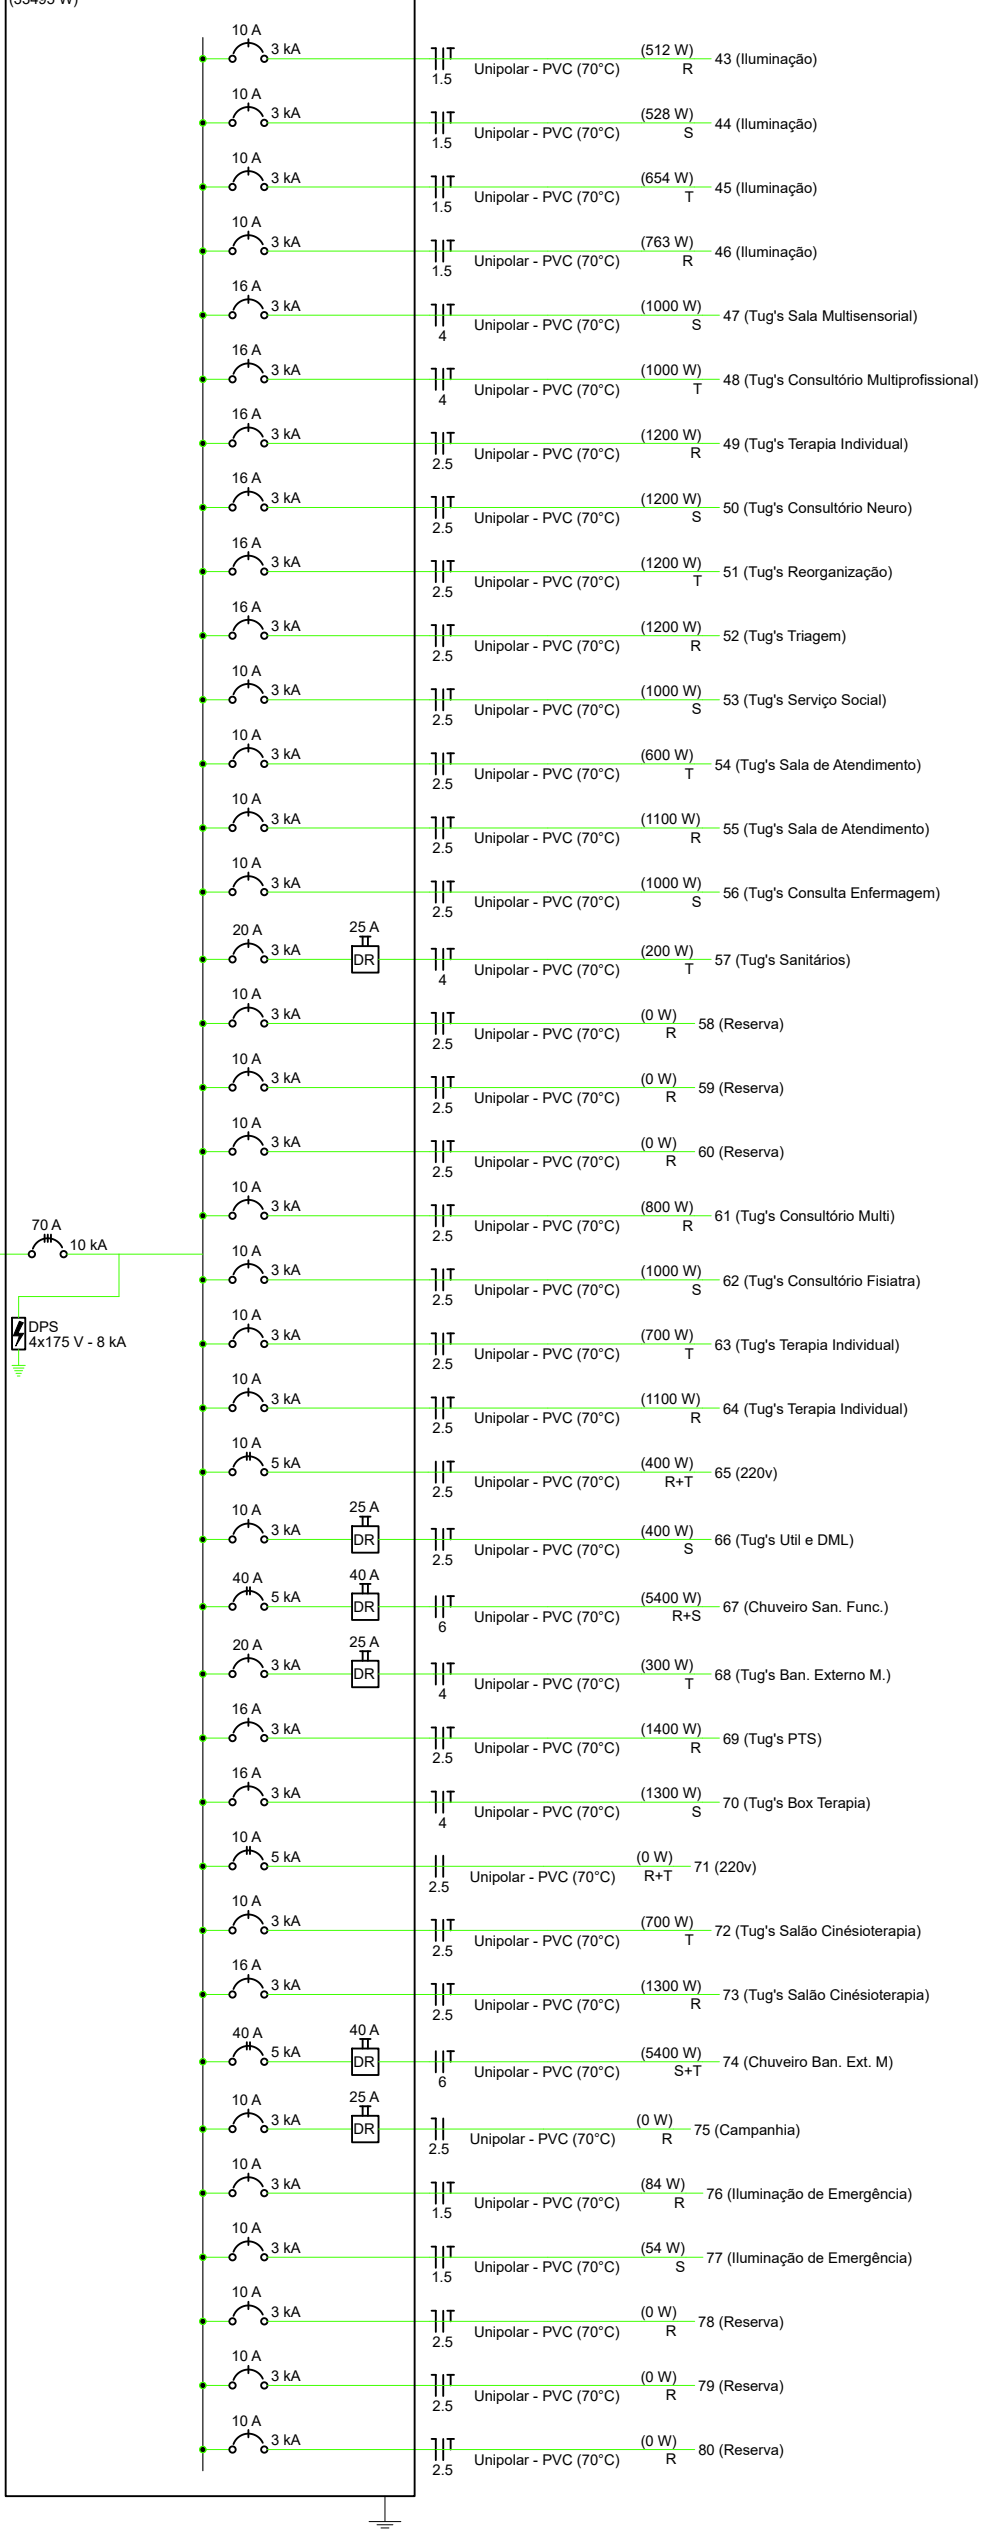 10 A
3 kA
1.5
Unipolar - PVC (70°C)
(512 W)
R
43 (Iluminação)
10 A
3 kA
1.5
Unipolar - PVC (70°C)
(528 W)
S
44 (Iluminação)
10 A
3 kA
1.5
Unipolar - PVC (70°C)
(654 W)
T
45 (Iluminação)
10 A
3 kA
1.5
Unipolar - PVC (70°C)
(763 W)
R
46 (Iluminação)
16 A
3 kA
4
Unipolar - PVC (70°C)
(1000 W)
S
47 (Tug's Sala Multisensorial)
16 A
3 kA
4
Unipolar - PVC (70°C)
(1000 W)
T
48 (Tug's Consultório Multiprofissional)
16 A
3 kA
2.5
Unipolar - PVC (70°C)
(1200 W)
R
49 (Tug's Terapia Individual)
16 A
3 kA
2.5
Unipolar - PVC (70°C)
(1200 W)
S
50 (Tug's Consultório Neuro)
16 A
3 kA
2.5
Unipolar - PVC (70°C)
(1200 W)
T
51 (Tug's Reorganização)
16 A
3 kA
2.5
Unipolar - PVC (70°C)
(1200 W)
R
52 (Tug's Triagem)
10 A
3 kA
2.5
Unipolar - PVC (70°C)
(1000 W)
S
53 (Tug's Serviço Social)
10 A
3 kA
2.5
Unipolar - PVC (70°C)
(600 W)
T
54 (Tug's Sala de Atendimento)
10 A
3 kA
2.5
Unipolar - PVC (70°C)
(1100 W)
R
55 (Tug's Sala de Atendimento)
10 A
3 kA
2.5
Unipolar - PVC (70°C)
(1000 W)
S
56 (Tug's Consulta Enfermagem)
20 A
3 kA
25 A
DR
4
Unipolar - PVC (70°C)
(200 W)
T
57 (Tug's Sanitários)
10 A
3 kA
2.5
Unipolar - PVC (70°C)
(0 W)
R
58 (Reserva)
10 A
3 kA
2.5
Unipolar - PVC (70°C)
(0 W)
R
59 (Reserva)
10 A
3 kA
2.5
Unipolar - PVC (70°C)
(0 W)
R
60 (Reserva)
10 A
3 kA
2.5
Unipolar - PVC (70°C)
(800 W)
R
61 (Tug's Consultório Multi)
70 A
10 kA
DPS
4x175 V - 8 kA
10 A
3 kA
2.5
Unipolar - PVC (70°C)
(1000 W)
S
62 (Tug's Consultório Fisiatra)
10 A
3 kA
2.5
Unipolar - PVC (70°C)
(700 W)
T
63 (Tug's Terapia Individual)
10 A
3 kA
2.5
Unipolar - PVC (70°C)
(1100 W)
R
64 (Tug's Terapia Individual)
10 A
5 kA
2.5
Unipolar - PVC (70°C)
(400 W)
R+T
65 (220v)
10 A
3 kA
25 A
DR
2.5
Unipolar - PVC (70°C)
(400 W)
S
66 (Tug's Util e DML)
40 A
5 kA
40 A
DR
6
Unipolar - PVC (70°C)
(5400 W)
R+S
67 (Chuveiro San. Func.)
20 A
3 kA
25 A
DR
4
Unipolar - PVC (70°C)
(300 W)
T
68 (Tug's Ban. Externo M.)
16 A
3 kA
2.5
Unipolar - PVC (70°C)
(1400 W)
R
69 (Tug's PTS)
16 A
3 kA
4
Unipolar - PVC (70°C)
(1300 W)
S
70 (Tug's Box Terapia)
10 A
5 kA
2.5
Unipolar - PVC (70°C)
(0 W)
R+T
71 (220v)
10 A
3 kA
2.5
Unipolar - PVC (70°C)
(700 W)
T
72 (Tug's Salão Cinésioterapia)
16 A
3 kA
2.5
Unipolar - PVC (70°C)
(1300 W)
R
73 (Tug's Salão Cinésioterapia)
40 A
5 kA
40 A
DR
6
Unipolar - PVC (70°C)
(5400 W)
S+T
74 (Chuveiro Ban. Ext. M)
10 A
3 kA
25 A
DR
2.5
Unipolar - PVC (70°C)
(0 W)
R
75 (Campanhia)
10 A
3 kA
1.5
Unipolar - PVC (70°C)
(84 W)
R
76 (Iluminação de Emergência)
10 A
3 kA
1.5
Unipolar - PVC (70°C)
(54 W)
S
77 (Iluminação de Emergência)
10 A
3 kA
2.5
Unipolar - PVC (70°C)
(0 W)
R
78 (Reserva)
10 A
3 kA
2.5
Unipolar - PVC (70°C)
(0 W)
R
79 (Reserva)
10 A
3 kA
2.5
Unipolar - PVC (70°C)
(0 W)
R
80 (Reserva)